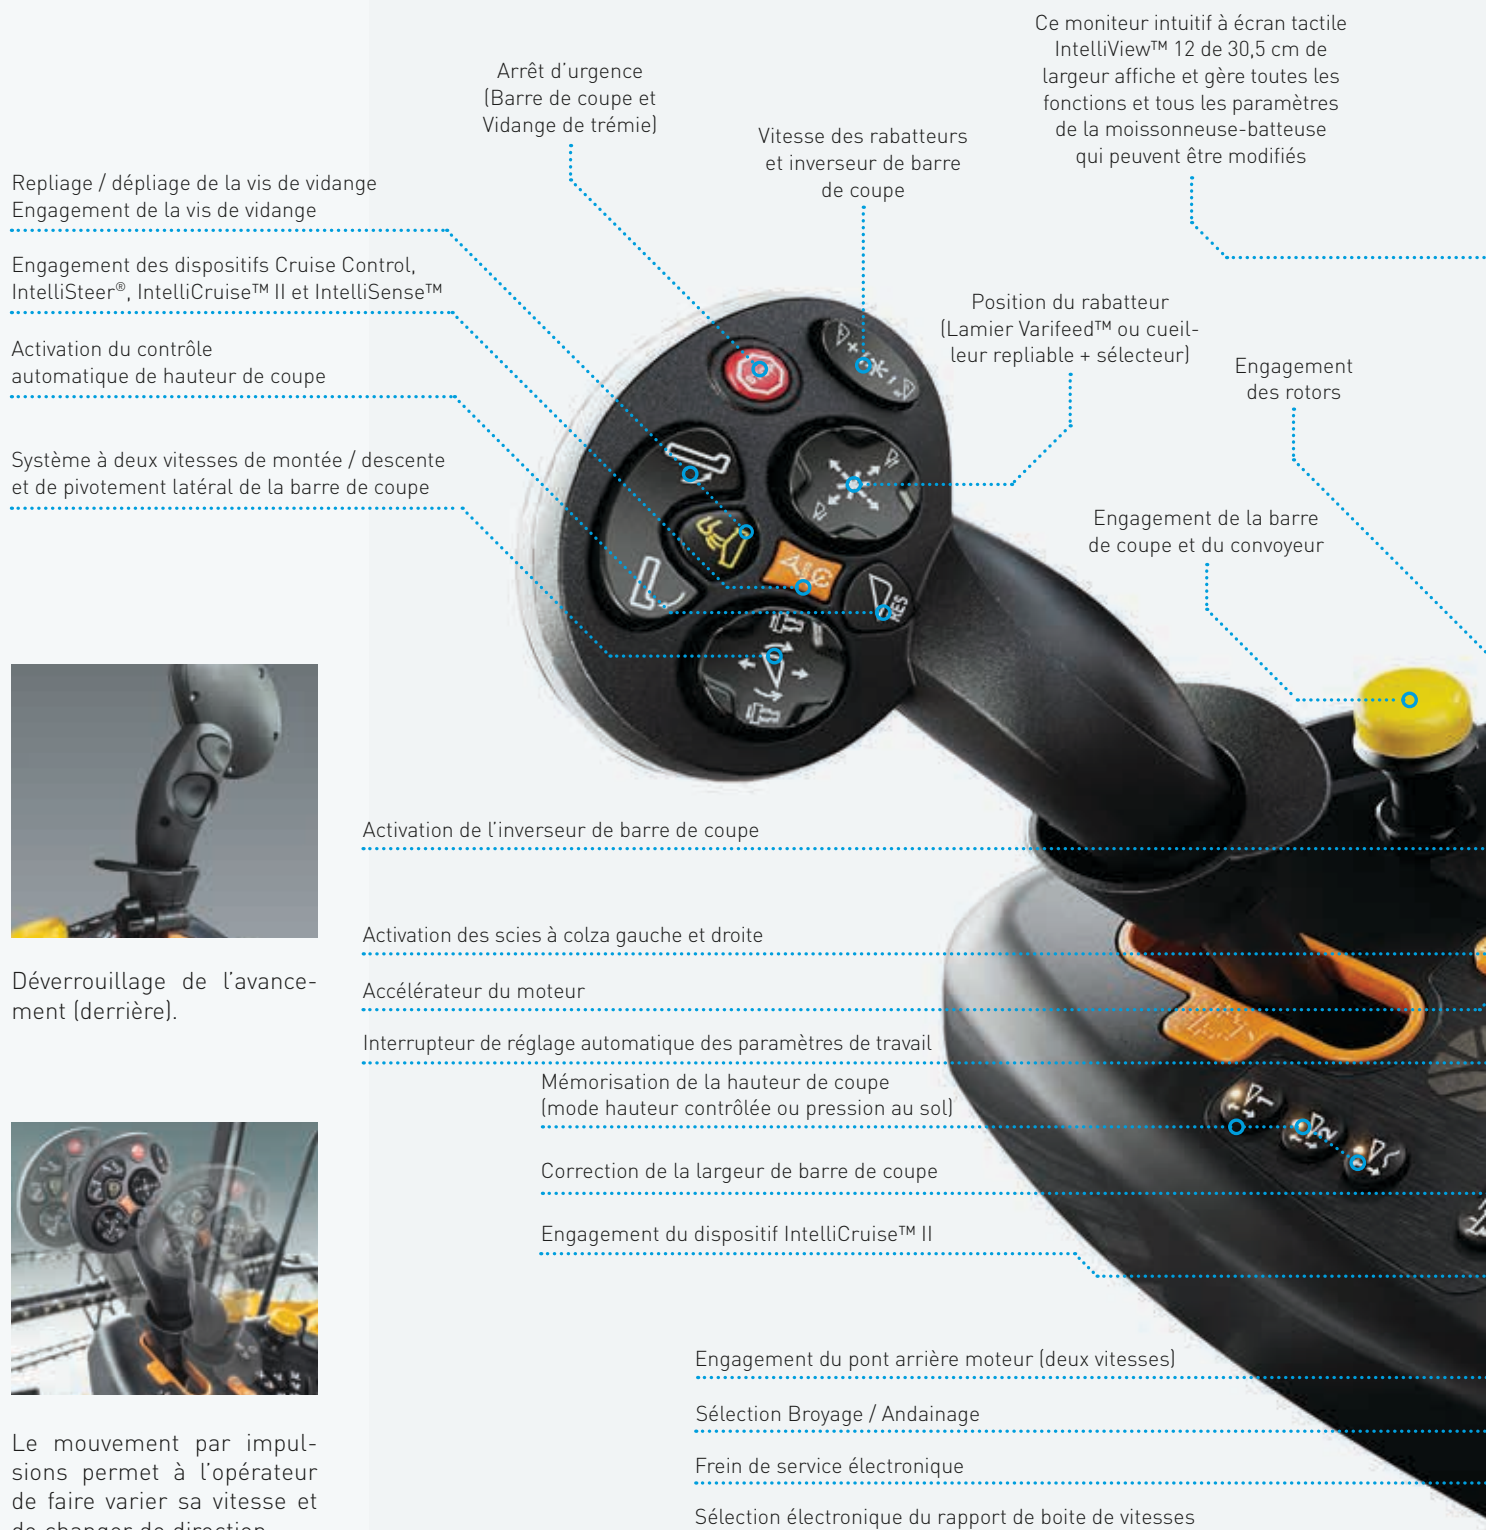 Ce moniteur intuitif à écran tactile
IntelliView™ 12 de 30,5 cm de
largeur affiche et gère toutes les
fonctions et tous les paramètres
de la moissonneuse-batteuse
qui peuvent être modifiés
Arrêt d'urgence
(Barre de coupe et
Vidange de trémie)
Vitesse des rabatteurs
et inverseur de barre
de coupe
Repliage / dépliage de la vis de vidange
Engagement de la vis de vidange
Engagement des dispositifs Cruise Control,
IntelliSteer®, IntelliCruise™ II et IntelliSense™
Position du rabatteur
(Lamier Varifeed™ ou cueil-
leur repliable + sélecteur)
Activation du contrôle
automatique de hauteur de coupe
Engagement
des rotors
Système à deux vitesses de montée / descente
et de pivotement latéral de la barre de coupe
Engagement de la barre
de coupe et du convoyeur
RES
Activation de l'inverseur de barre de coupe
Activation des scies à colza gauche et droite
Déverrouillage de l'avance-
ment (derrière).
Accélérateur du moteur
Interrupteur de réglage automatique des paramètres de travail
Mémorisation de la hauteur de coupe
(mode hauteur contrôlée ou pression au sol)
Correction de la largeur de barre de coupe
Engagement du dispositif IntelliCruise™ II
Engagement du pont arrière moteur (deux vitesses)
Sélection Broyage / Andainage
Frein de service électronique
Sélection électronique du rapport de boite de vitesses
Le mouvement par impul-
sions permet à l'opérateur
de faire varier sa vitesse et
de changer de direction